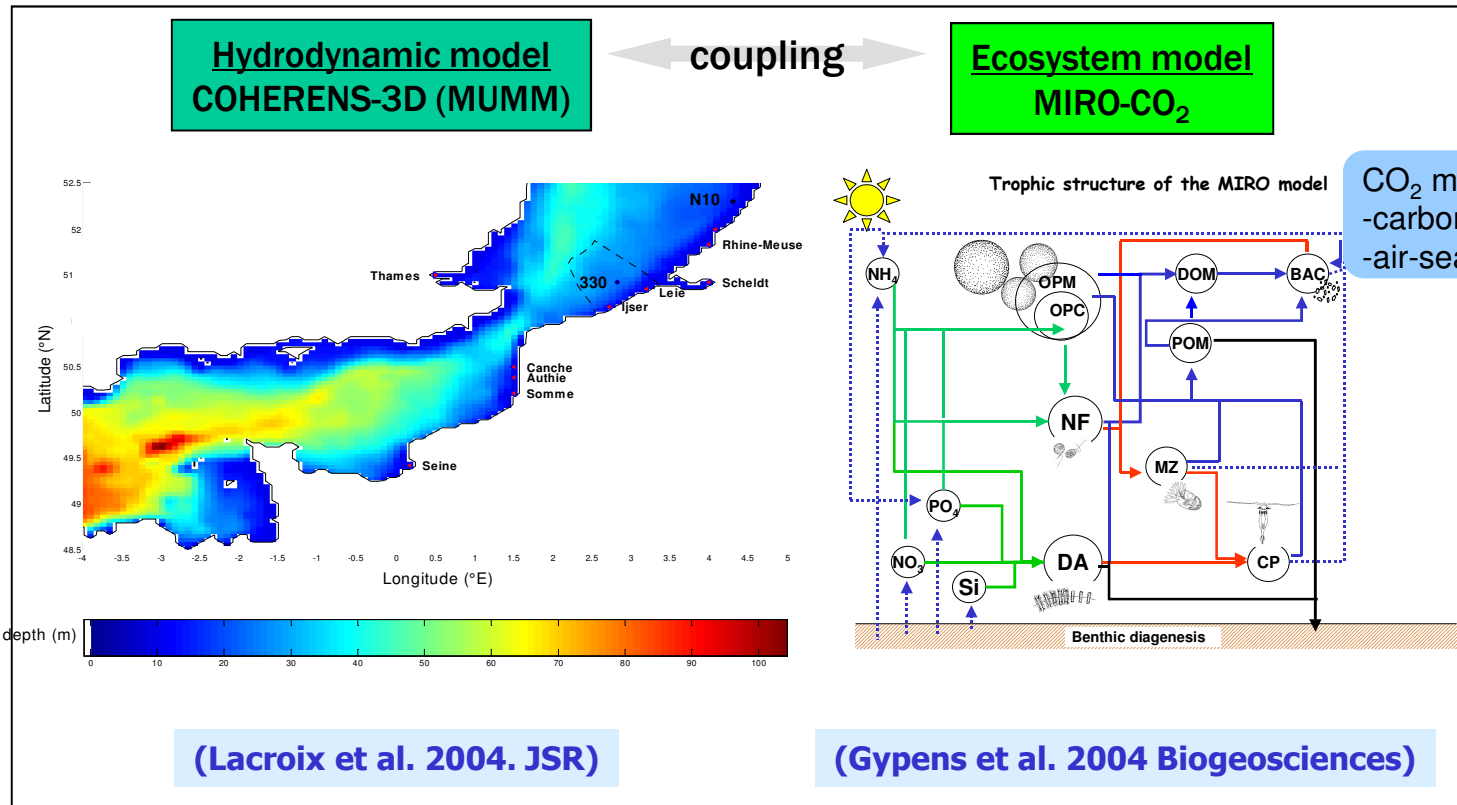 Hydrodynamic model
COHERENS-3D (MUMM)
coupling
Ecosystem model
MIRO-CO₂
52.5
52
51
50.5
50
49.5
49
48.5
Latitude (°N)
-4 -3.5 -3 -2.5 -2 -1.5 -1 -0.5 0 0.5 1 1.5 2 2.5 3 3.5 4 4.5 5
Longitude (°E)
N10
Rhine-Meuse
Thames
Scheldt
330
Leie
Ijser
Canche
Authie
Somme
Seine
depth (m)
0 10 20 30 40 50 60 70 80 90 100
Trophic structure of the MIRO model
CO₂ m
-carbor
-air-sea
NH₄
OPM
OPC
DOM
BAC
POM
NF
MZ
PO₄
NO₃
Si
DA
CP
Benthic diagenesis
(Lacroix et al. 2004. JSR)
(Gypens et al. 2004 Biogeosciences)